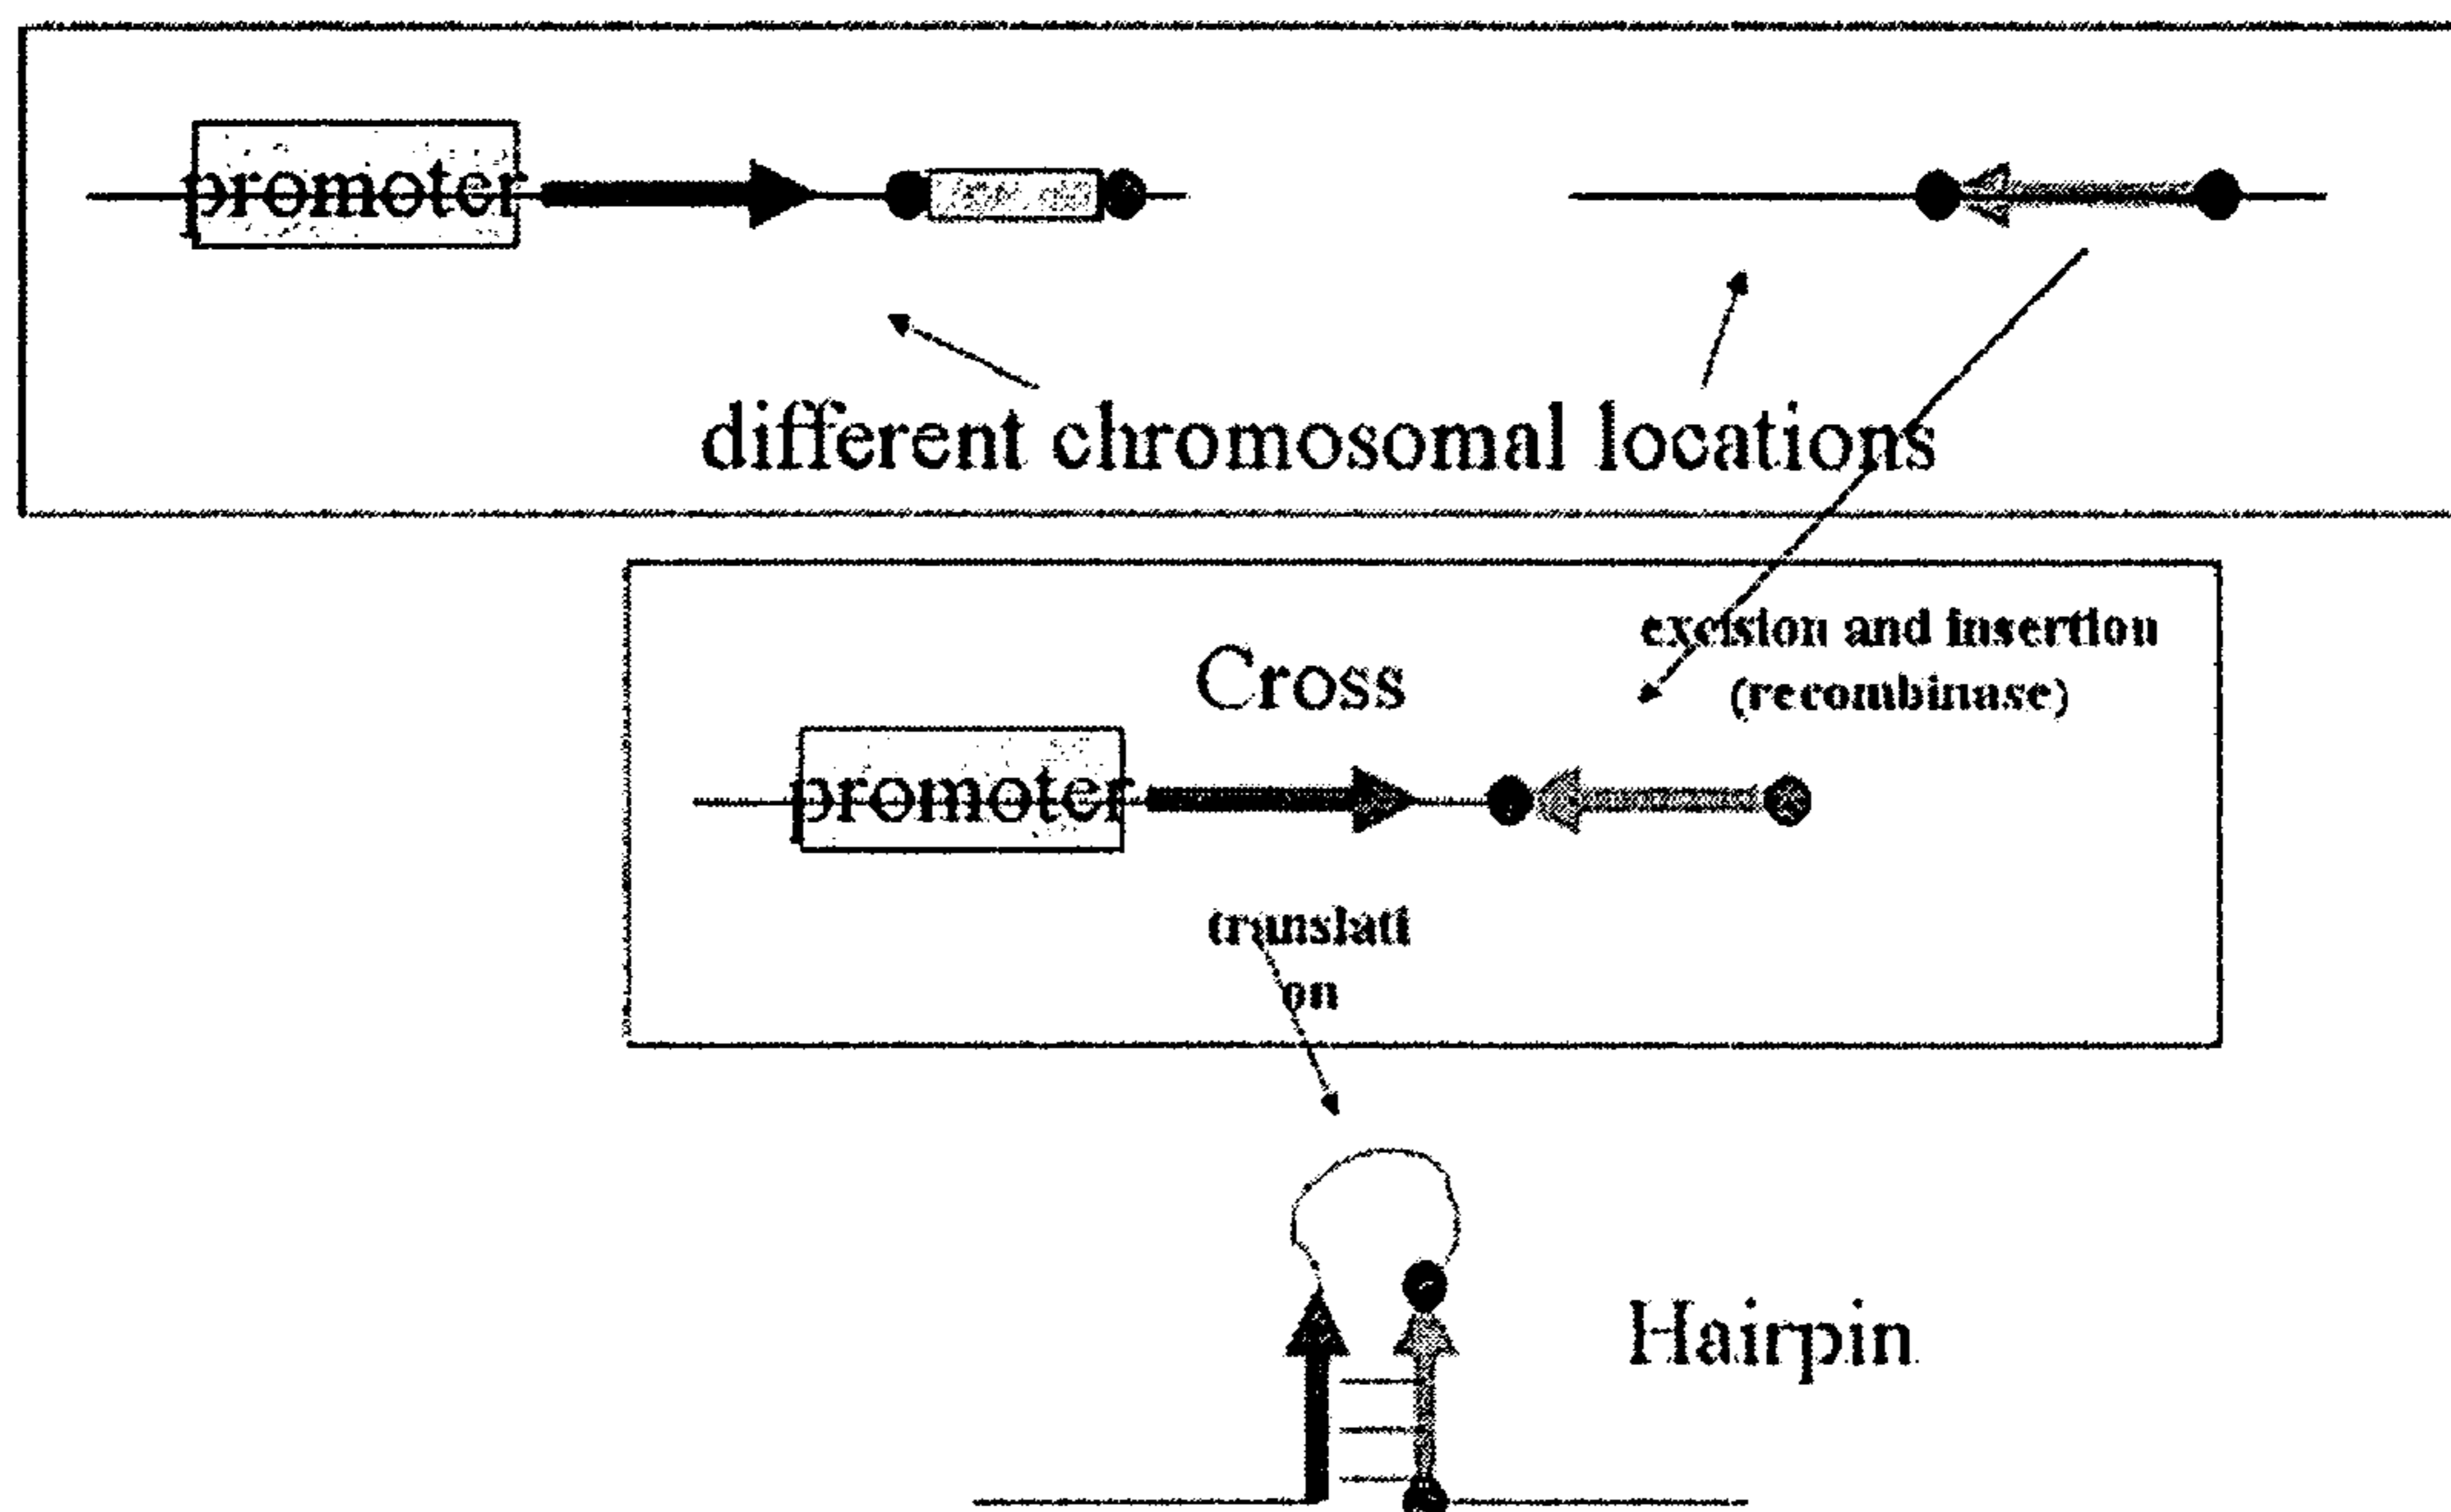 promoter
different chromosomal locations
excision and insertion
(recombinase)
Cross
promoter
translati
on
Hairpin